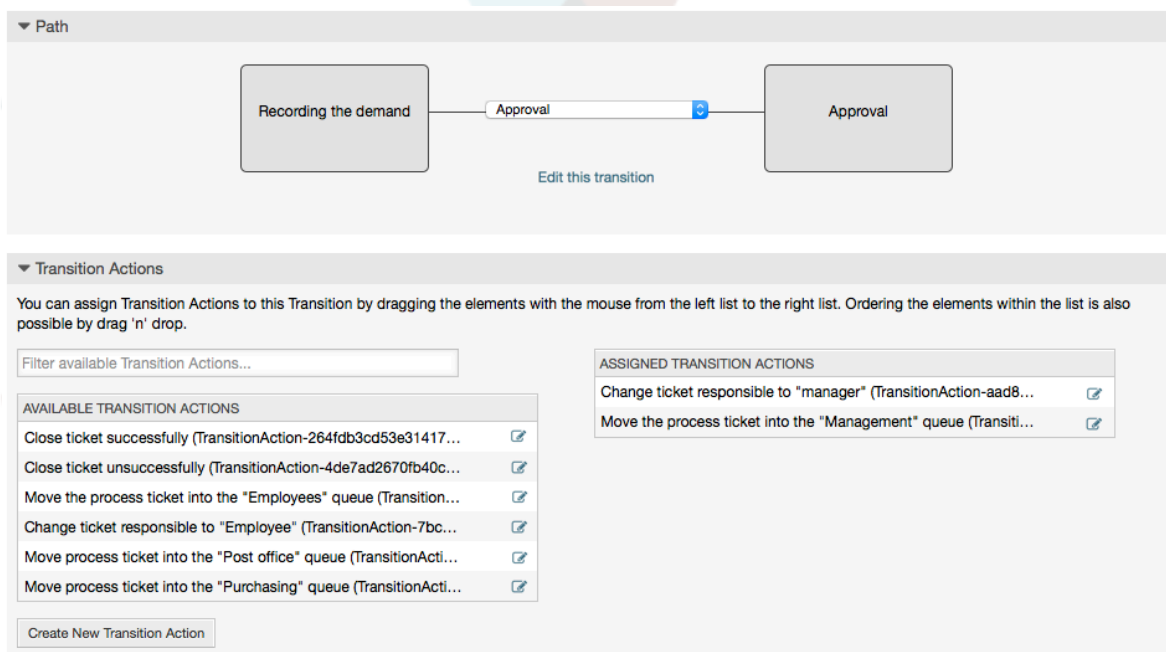 Path
Recording the demand
Approval
Approval
Edit this transition
Transition Actions
You can assign Transition Actions to this Transition by dragging the elements with the mouse from the left list to the right list. Ordering the elements within the list is also
possible by drag 'n' drop.
Filter available Transition Actions...
AVAILABLE TRANSITION ACTIONS
Close ticket successfully (TransitionAction-264fdb3cd53e31417...
Close ticket unsuccessfully (TransitionAction-4de7ad2670fb40c...
Move the process ticket into the "Employees" queue (Transition...
Change ticket responsible to "Employee" (TransitionAction-7bc...
Move process ticket into the "Post office" queue (TransitionActi...
Move process ticket into the "Purchasing" queue (TransitionActi...
Create New Transition Action
ASSIGNED TRANSITION ACTIONS
Change ticket responsible to "manager" (TransitionAction-aad8...
Move the process ticket into the "Management" queue (Transiti...